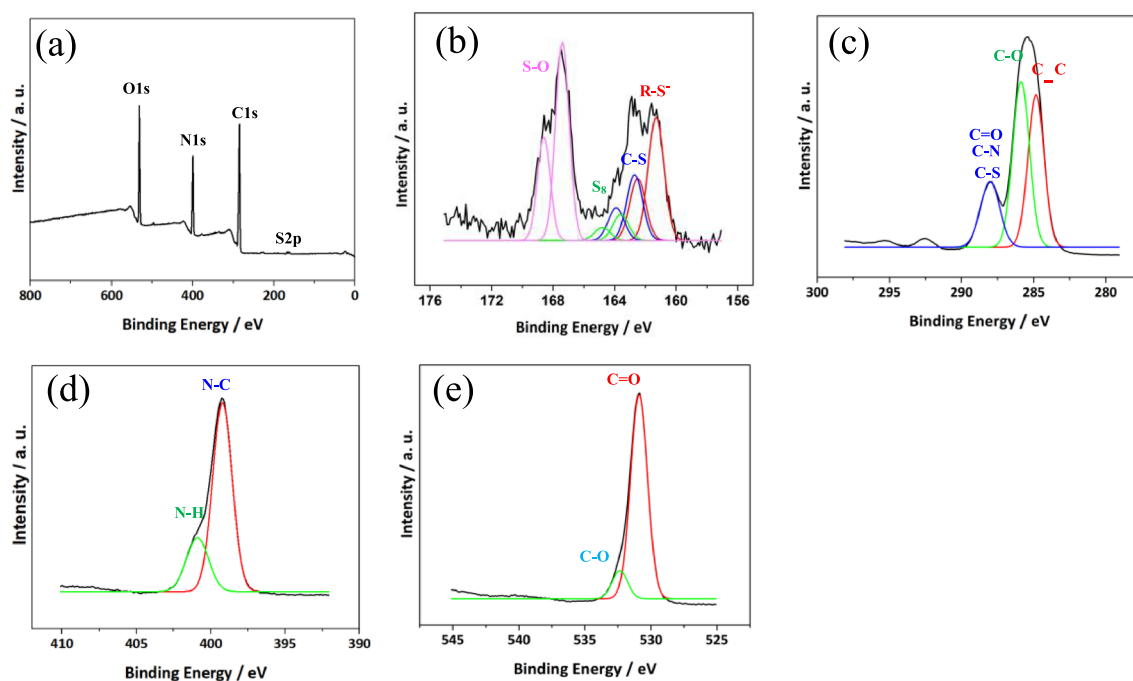 (a)
O1s
N1s
C1s
S2p
Intensity / a. u.
800
600
400
200
0
Binding Energy / eV
(b)
S-O
R-S-
C-S
S8
Intensity / a. u.
176
172
168
164
160
156
Binding Energy / eV
(c)
C-O
C_C
C=O
C-N
C-S
Intensity / a. u.
300
295
290
285
280
Binding Energy / eV
(d)
N-C
N-H
Intensity / a. u.
410
405
400
395
390
Binding Energy / eV
(e)
C=O
C-O
Intensity / a. u.
545
540
535
530
525
Binding Energy / eV